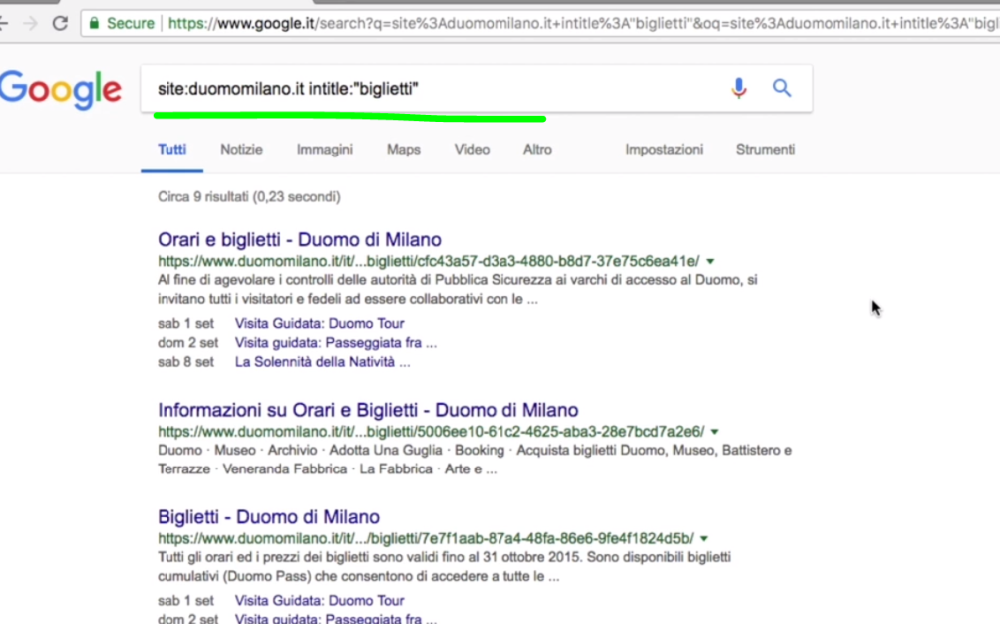 Secure https://www.google.it/search?q=site%3Aduomomilano.it+intitle%3A"biglietti"&oq=site%3Aduomomilano.it+intitle%3A"bigli
Google
site:duomomilano.it intitle:"biglietti"
Tutti Notizie Immagini Maps Video Altro Impostazioni Strumenti
Circa 9 risultati (0,23 secondi)
Orari e biglietti - Duomo di Milano
https://www.duomomilano.it/it/...biglietti/cfc43a57-d3a3-4880-b8d7-37e75c6ea41e/
Al fine di agevolare i controlli delle autorità di Pubblica Sicurezza ai varchi di accesso al Duomo, si
invitano tutti i visitatori e fedeli ad essere collaborativi con le ...
sab 1 set Visita Guidata: Duomo Tour
dom 2 set Visita guidata: Passeggiata fra ...
sab 8 set La Solennità della Natività ...
Informazioni su Orari e Biglietti - Duomo di Milano
https://www.duomomilano.it/it/...biglietti/5006ee10-61c2-4625-aba3-28e7bcd7a2e6/
Duomo · Museo · Archivio · Adotta Una Guglia · Booking · Acquista biglietti Duomo, Museo, Battistero e
Terrazze · Veneranda Fabbrica · La Fabbrica · Arte e ...
Biglietti - Duomo di Milano
https://www.duomomilano.it/it/.../biglietti/7e7f1aab-87a4-48fa-86e6-9fe4f1824d5b/
Tutti gli orari ed i prezzi dei biglietti sono validi fino al 31 ottobre 2015. Sono disponibili biglietti
cumulativi (Duomo Pass) che consentono di accedere a tutte le ...
sab 1 set Visita Guidata: Duomo Tour
dom 2 set Visita guidata: Passeggiata fra ...